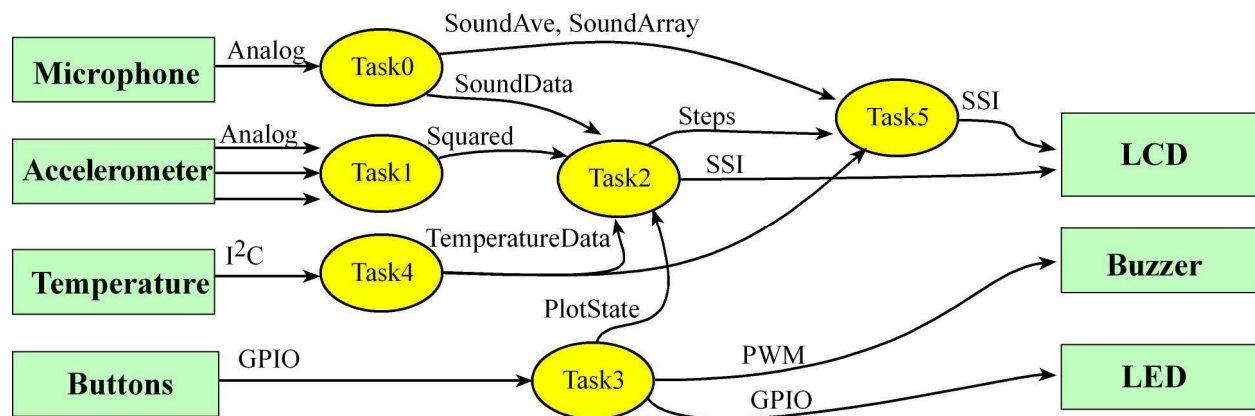 SoundAve, SoundArray
Microphone
Analog
Task0
SoundData
Steps
Task5
SSI
LCD
Accelerometer
Analog
Task1
Squared
Task2
SSI
Temperature
I²C
Task4
TemperatureData
Buzzer
PlotState
Buttons
GPIO
Task3
PWM
GPIO
LED